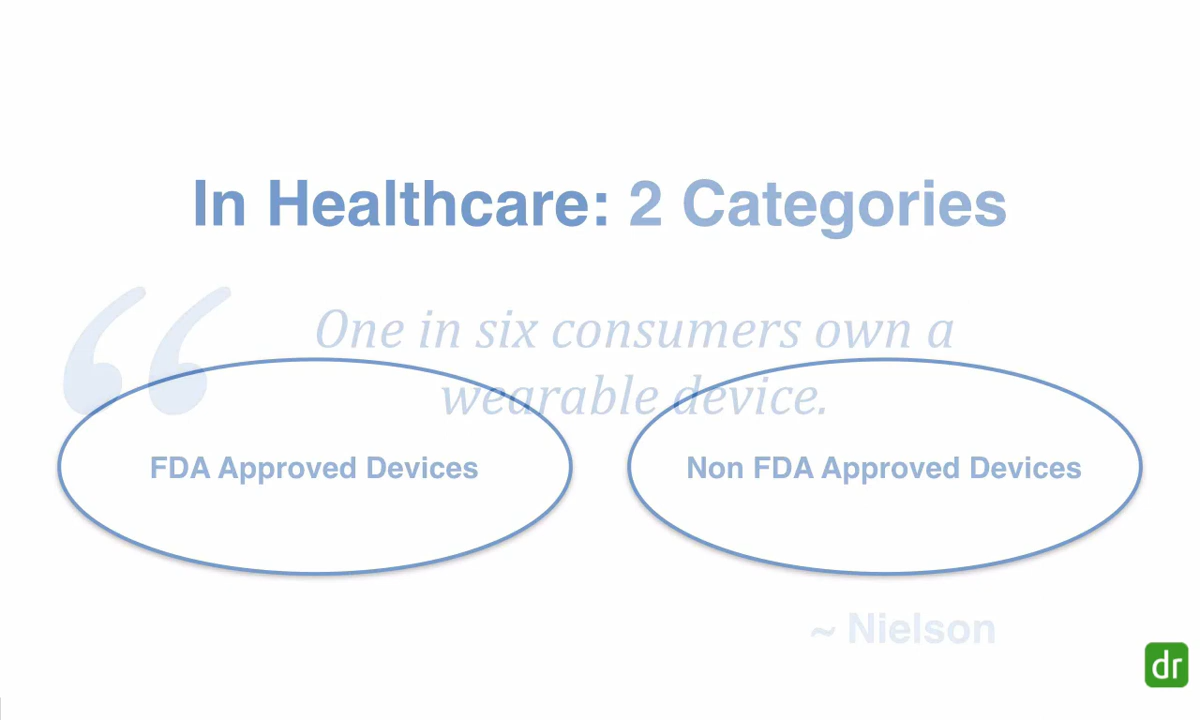 In Healthcare: 2 Categories
“
One in six consumers own a
wearable device.
FDA Approved Devices
Non FDA Approved Devices
~ Nielson
dr